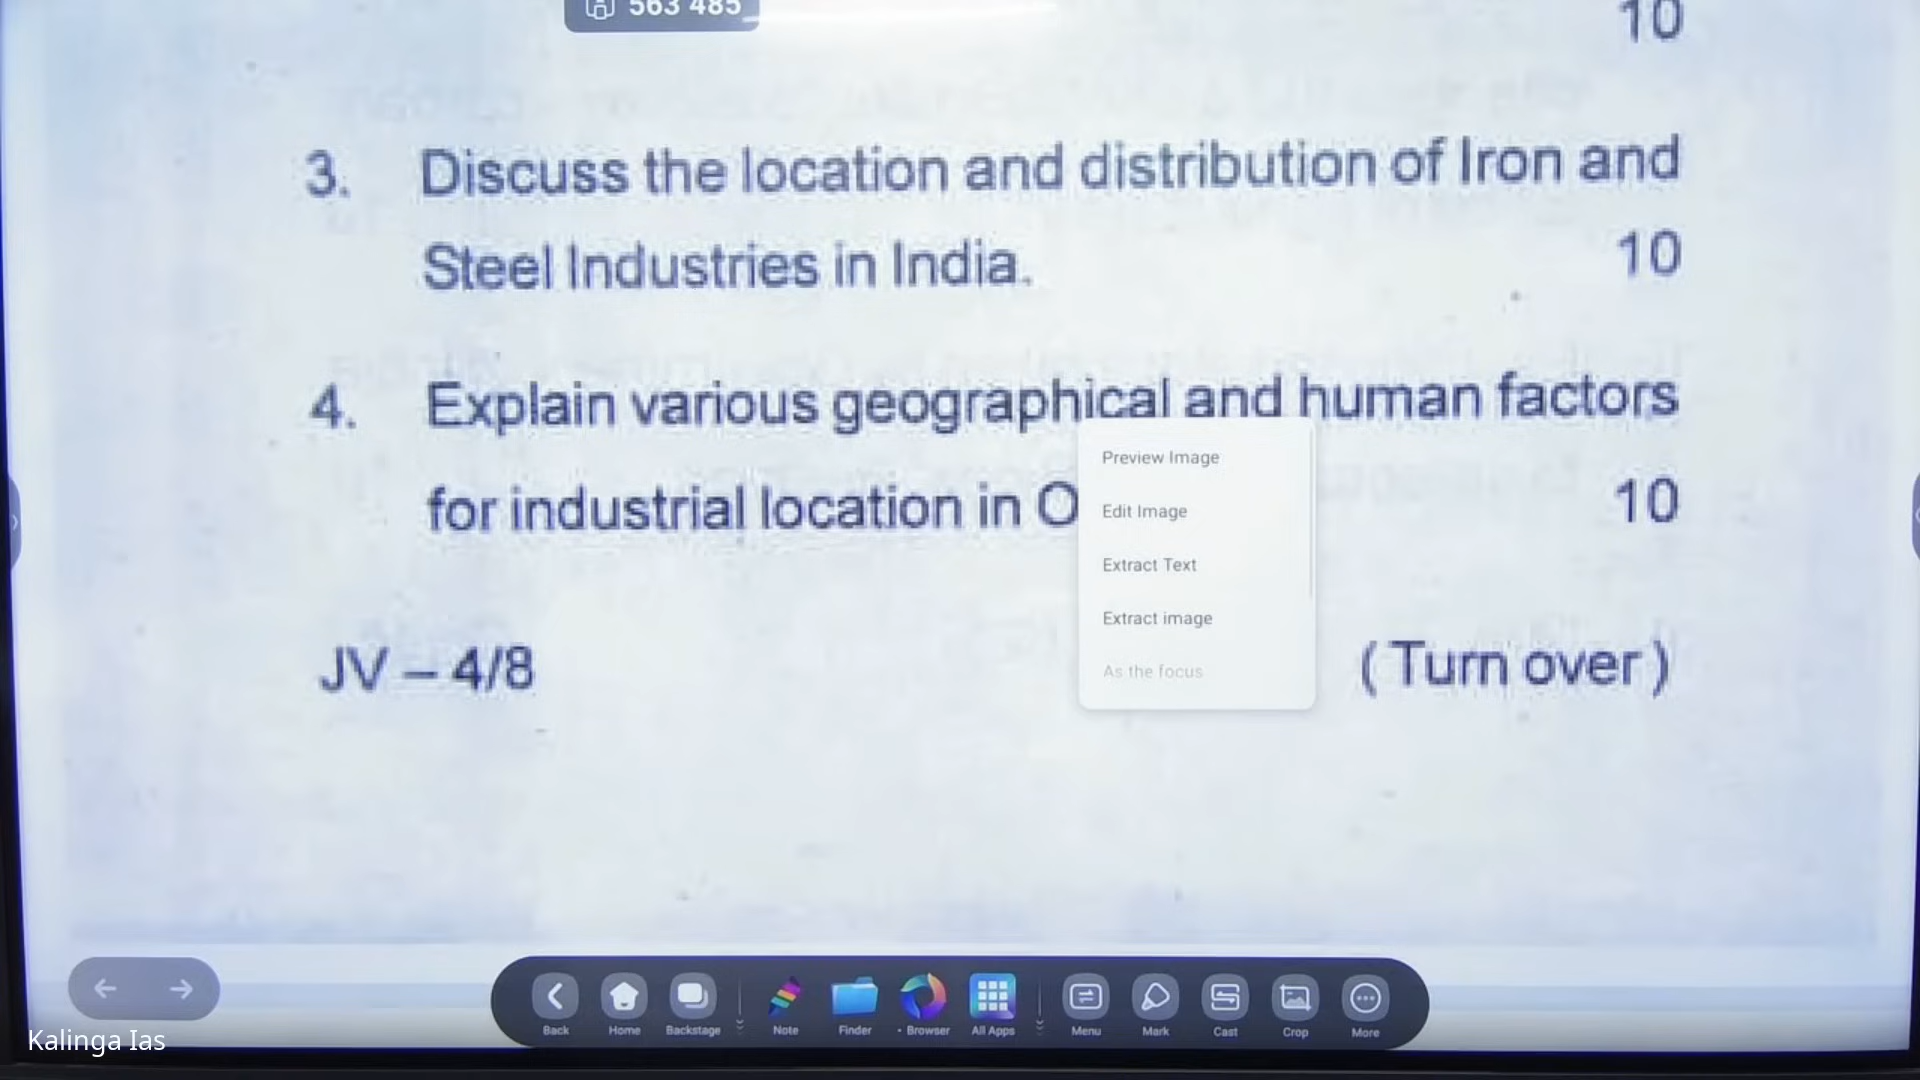 563 485
10
3. Discuss the location and distribution of Iron and
Steel Industries in India. 10
4. Explain various geographical and human factors
for industrial location in O 10
Preview Image
Edit Image
Extract Text
Extract image
As the focus
JV – 4/8 (Turn over)
Back Home Backstage Note Finder • Browser All Apps Menu Mark Cast Crop More
Kalinga Ias